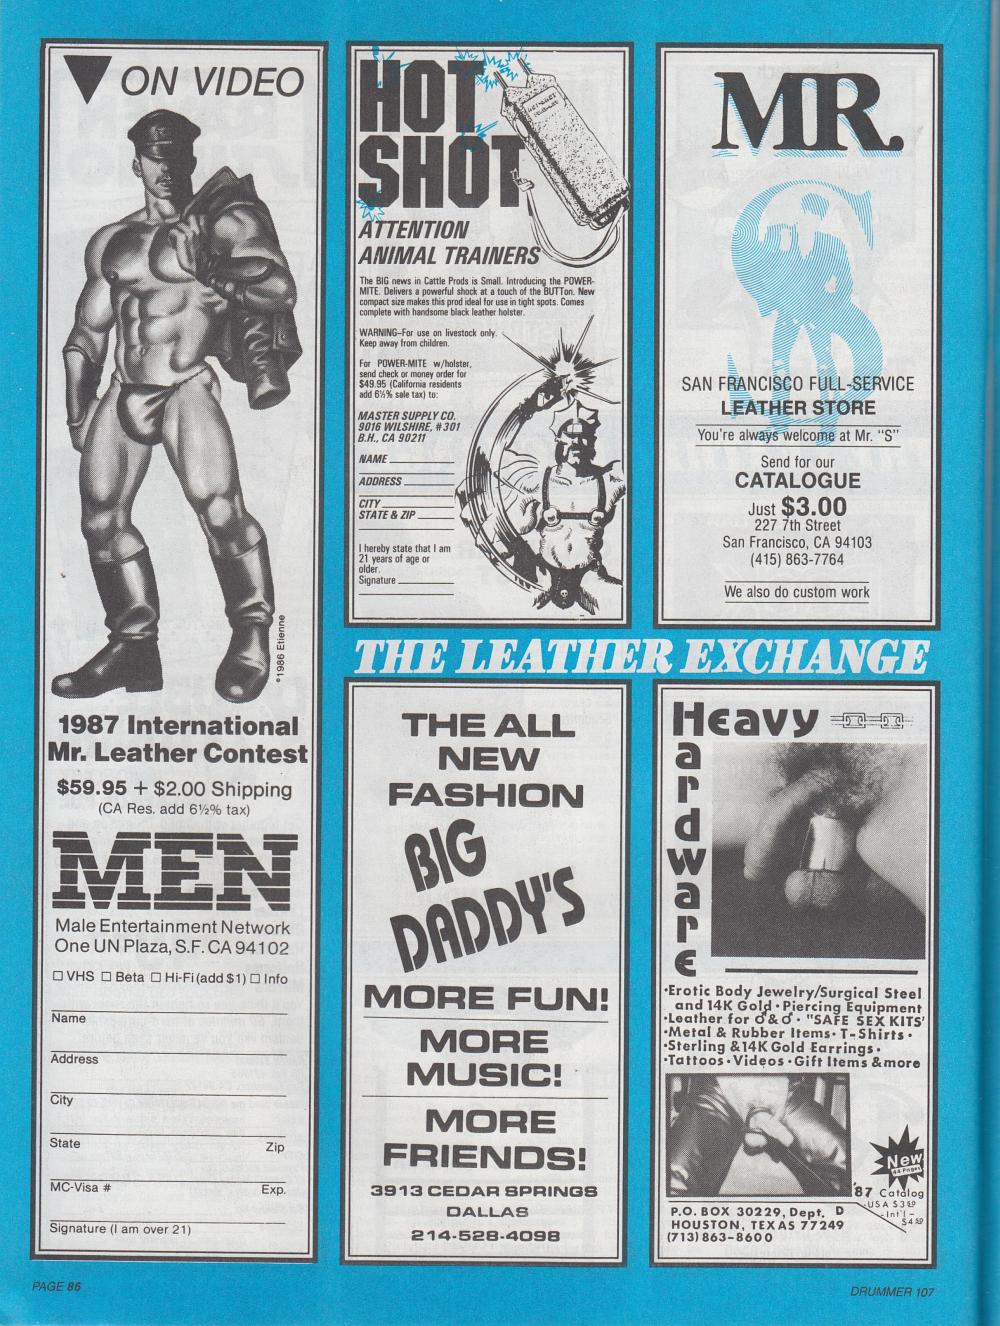 ON VIDEO
©1986 Etienne
1987 International
Mr. Leather Contest
$59.95 + $2.00 Shipping
(CA Res. add 6½% tax)
MEN
Male Entertainment Network
One UN Plaza, S.F. CA 94102
☐ VHS ☐ Beta ☐ Hi-Fi (add $1) ☐ Info
Name
Address
City
State Zip
MC-Visa # Exp.
Signature (I am over 21)
HOT
SHOT
ATTENTION
ANIMAL TRAINERS
The BIG news in Cattle Prods is Small. Introducing the POWER-
MITE. Delivers a powerful shock at a touch of the BUTTon. New
compact size makes this prod ideal for use in tight spots. Comes
complete with handsome black leather holster.
WARNING–For use on livestock only.
Keep away from children.
For POWER-MITE w/holster,
send check or money order for
$49.95 (California residents
add 6½% sale tax) to:
MASTER SUPPLY CO.
9016 WILSHIRE, #301
B.H., CA 90211
NAME
ADDRESS
CITY
STATE & ZIP
I hereby state that I am
21 years of age or
older.
Signature
MR.
S
SAN FRANCISCO FULL-SERVICE
LEATHER STORE
You're always welcome at Mr. "S"
Send for our
CATALOGUE
Just $3.00
227 7th Street
San Francisco, CA 94103
(415) 863-7764
We also do custom work
THE LEATHER EXCHANGE
THE ALL
NEW
FASHION
BIG
DADDY'S
MORE FUN!
MORE
MUSIC!
MORE
FRIENDS!
3913 CEDAR SPRINGS
DALLAS
214-528-4098
Heavy
Hardware
•Erotic Body Jewelry/Surgical Steel
and 14K Gold • Piercing Equipment
•Leather for ♂ & ♂ • "SAFE SEX KITS'
•Metal & Rubber Items • T-Shirts •
•Sterling & 14K Gold Earrings •
•Tattoos • Videos • Gift Items & more
New
44 Pages
'87 Catalog
-USA $3.50
-Int'l-
$4.50
P.O. BOX 30229, Dept. D
HOUSTON, TEXAS 77249
(713) 863-8600
PAGE 86
DRUMMER 107